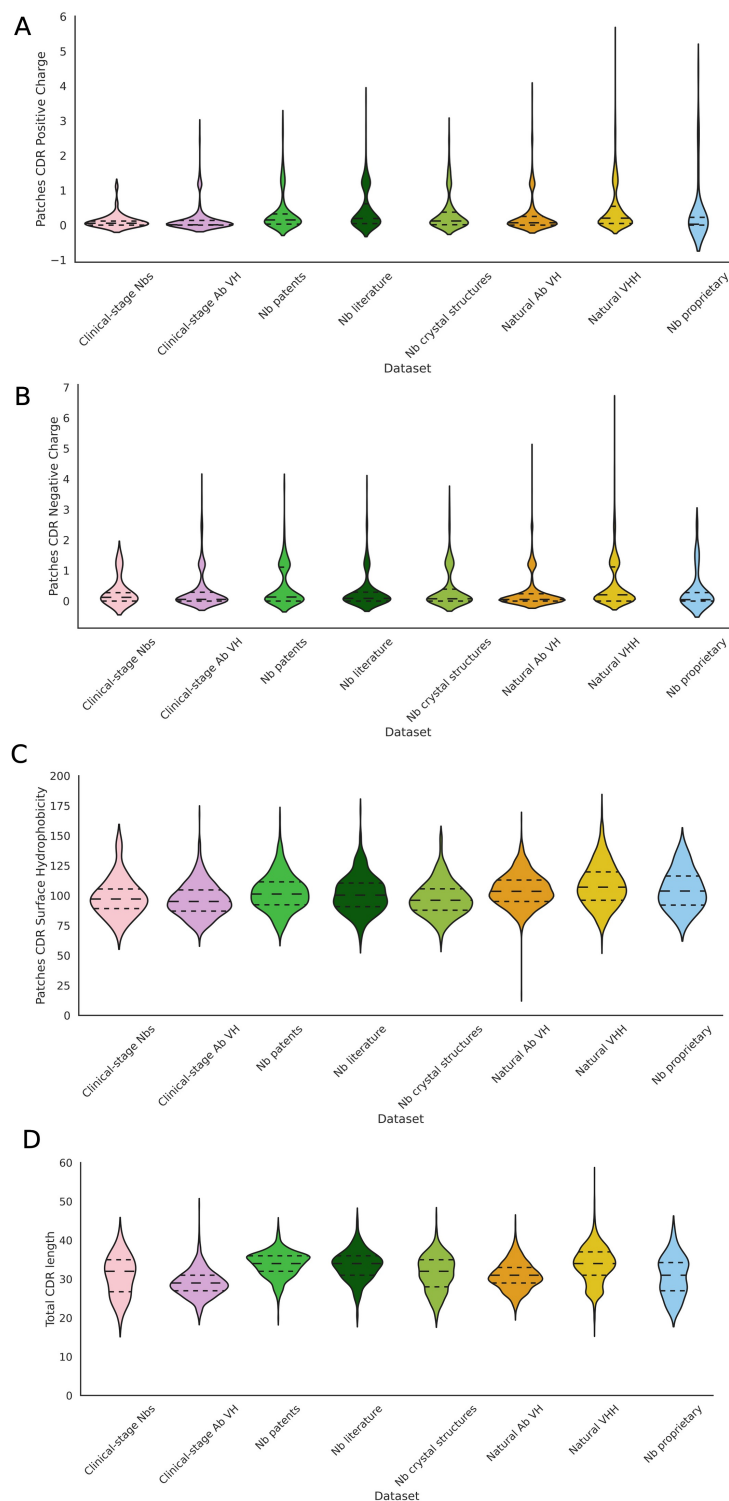 A
Patches CDR Positive Charge
6
5
4
3
2
1
0
−1
Clinical-stage Nbs
Clinical-stage Ab VH
Nb patents
Nb literature
Nb crystal structures
Natural Ab VH
Natural VHH
Nb proprietary
Dataset
B
Patches CDR Negative Charge
7
6
5
4
3
2
1
0
Clinical-stage Nbs
Clinical-stage Ab VH
Nb patents
Nb literature
Nb crystal structures
Natural Ab VH
Natural VHH
Nb proprietary
Dataset
C
Patches CDR Surface Hydrophobicity
200
175
150
125
100
75
50
25
0
Clinical-stage Nbs
Clinical-stage Ab VH
Nb patents
Nb literature
Nb crystal structures
Natural Ab VH
Natural VHH
Nb proprietary
Dataset
D
Total CDR length
60
50
40
30
20
10
0
Clinical-stage Nbs
Clinical-stage Ab VH
Nb patents
Nb literature
Nb crystal structures
Natural Ab VH
Natural VHH
Nb proprietary
Dataset